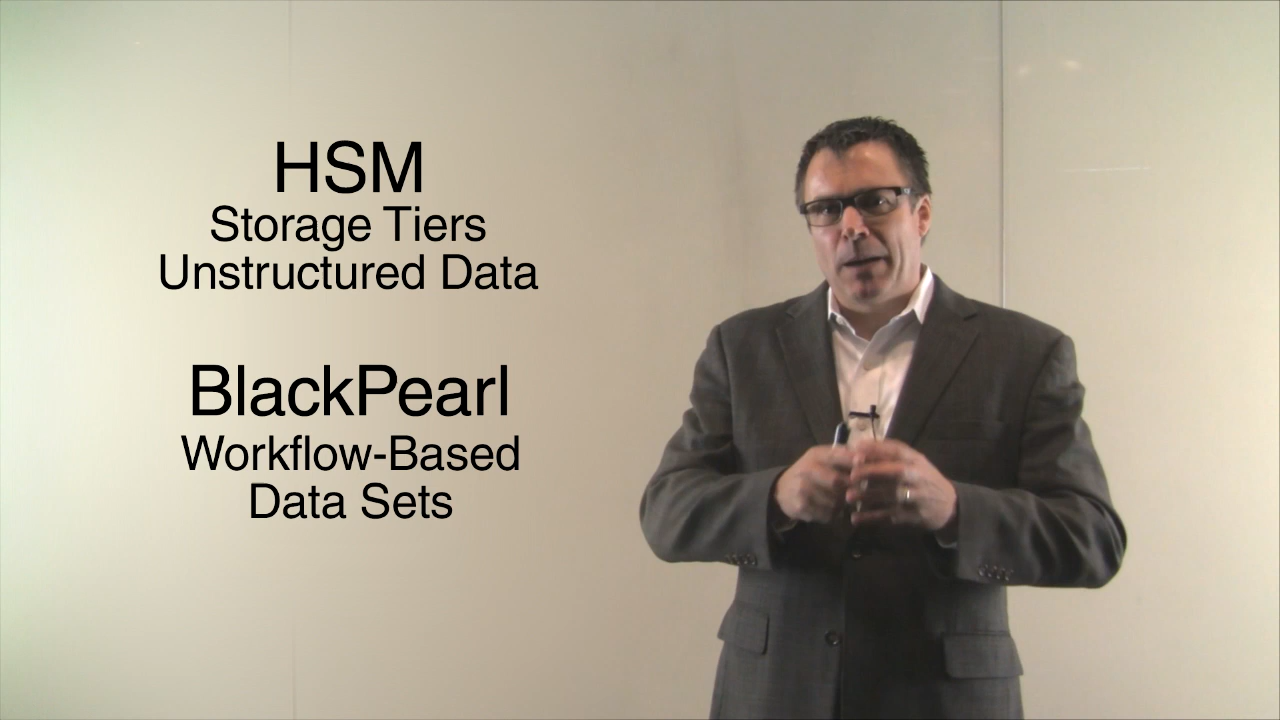 HSM
Storage Tiers
Unstructured Data
BlackPearl
Workflow-Based
Data Sets